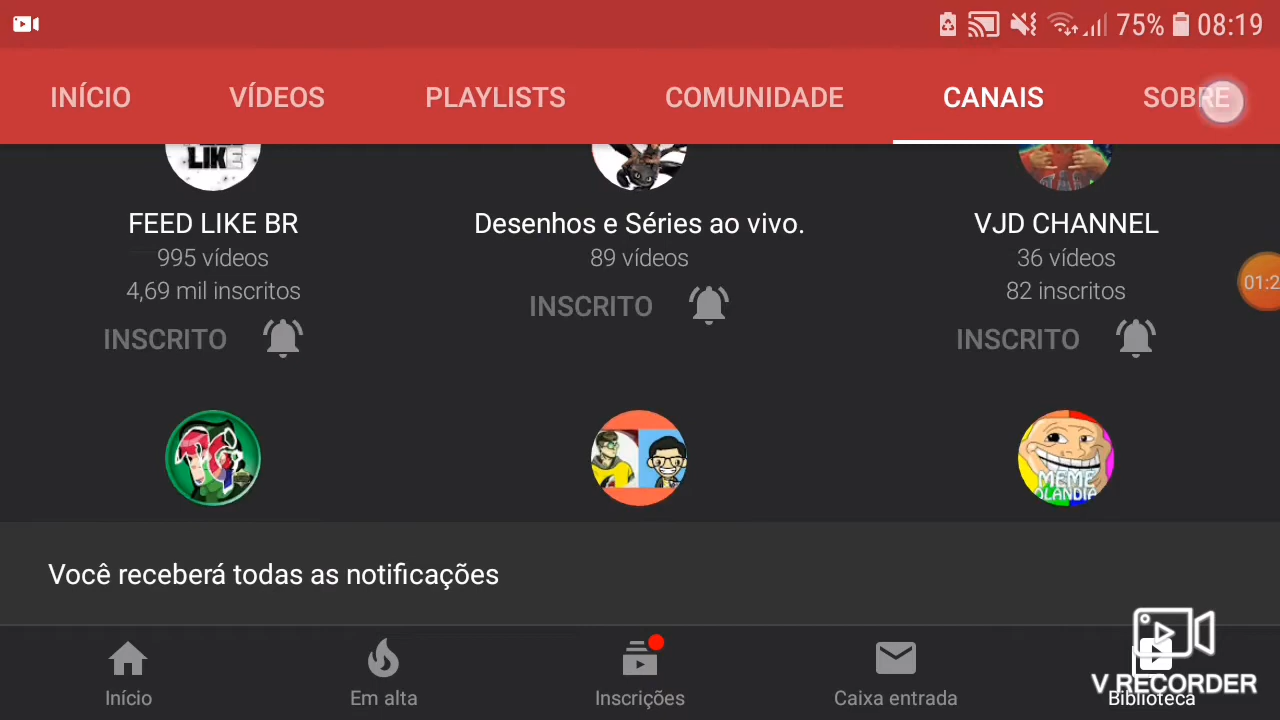 75% 08:19
INÍCIO VÍDEOS PLAYLISTS COMUNIDADE CANAIS SOBRE
LIKE
FEED LIKE BR
995 vídeos
4,69 mil inscritos
INSCRITO
Desenhos e Séries ao vivo.
89 vídeos
INSCRITO
VJD CHANNEL
36 vídeos
82 inscritos
INSCRITO
01:2
MEME
OLANDIA
Você receberá todas as notificações
Início Em alta Inscrições Caixa entrada Biblioteca
V RECORDER